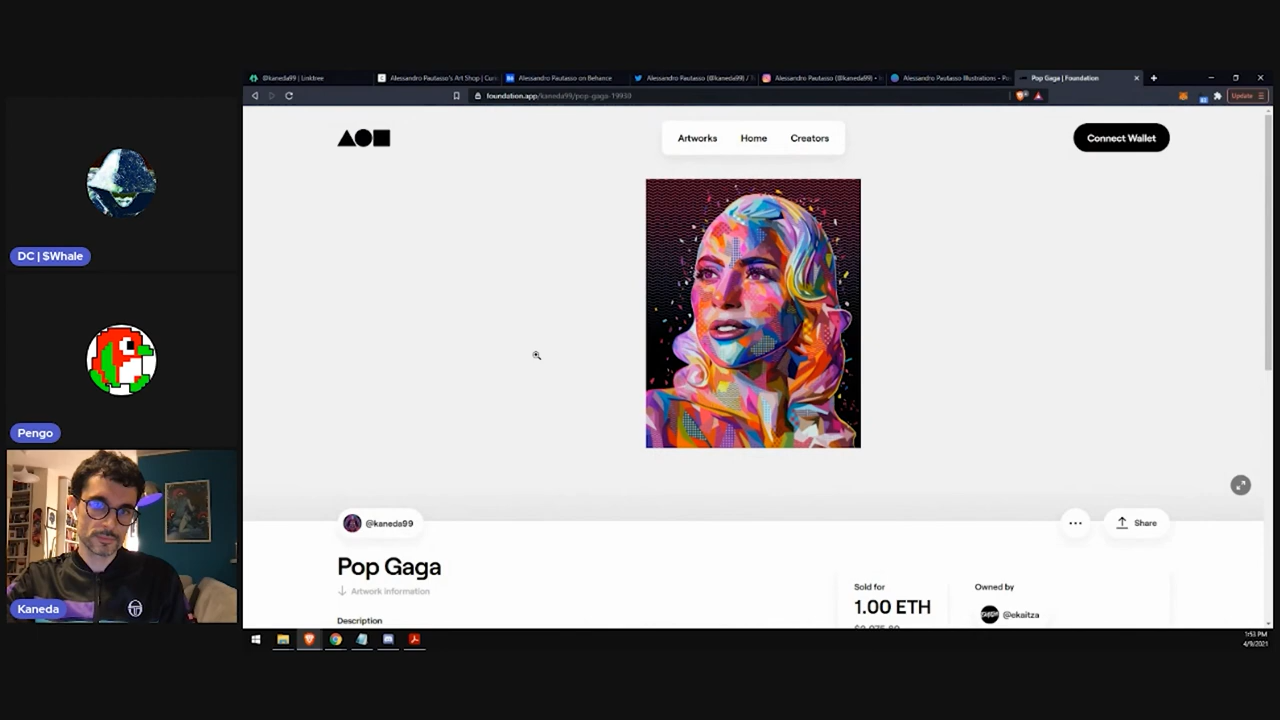 @kaneda99 | Linktree
Alessandro Pautasso's Art Shop | Curi
Alessandro Pautasso on Behance
Alessandro Pautasso (@kaneda99) / T
Alessandro Pautasso (@kaneda99) •
Alessandro Pautasso Illustrations - Po
Pop Gaga | Foundation
foundation.app/kaneda99/pop-gaga-19930
Update
Artworks
Home
Creators
Connect Wallet
DC | $Whale
Pengo
Kaneda
@kaneda99
Share
Pop Gaga
Artwork information
Description
Sold for
1.00 ETH
Owned by
@ekaitza
1:53 PM
4/9/2021